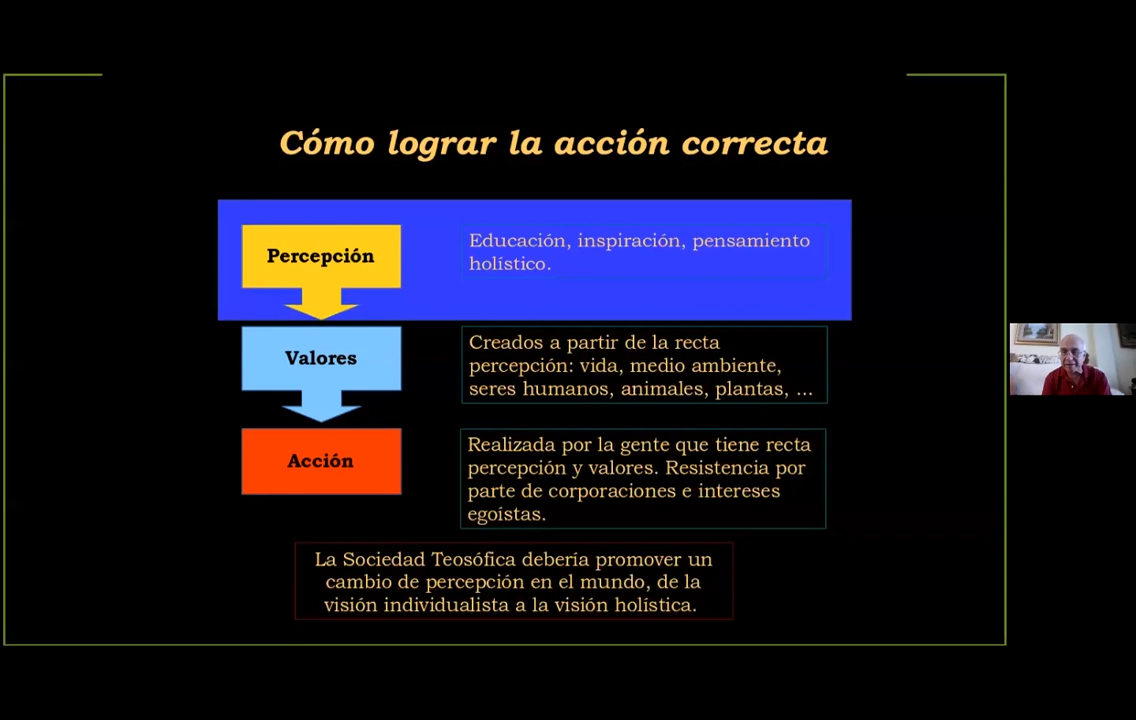 Cómo lograr la acción correcta
Percepción
Educación, inspiración, pensamiento
holístico.
Valores
Creados a partir de la recta
percepción: vida, medio ambiente,
seres humanos, animales, plantas, ...
Acción
Realizada por la gente que tiene recta
percepción y valores. Resistencia por
parte de corporaciones e intereses
egoístas.
La Sociedad Teosófica debería promover un
cambio de percepción en el mundo, de la
visión individualista a la visión holística.